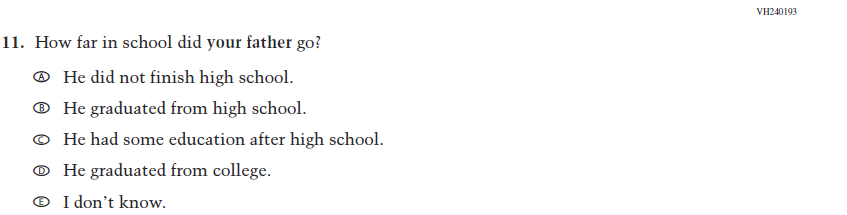 VH240193
11. How far in school did your father go?
Ⓐ He did not finish high school.
Ⓑ He graduated from high school.
Ⓒ He had some education after high school.
Ⓓ He graduated from college.
Ⓔ I don't know.